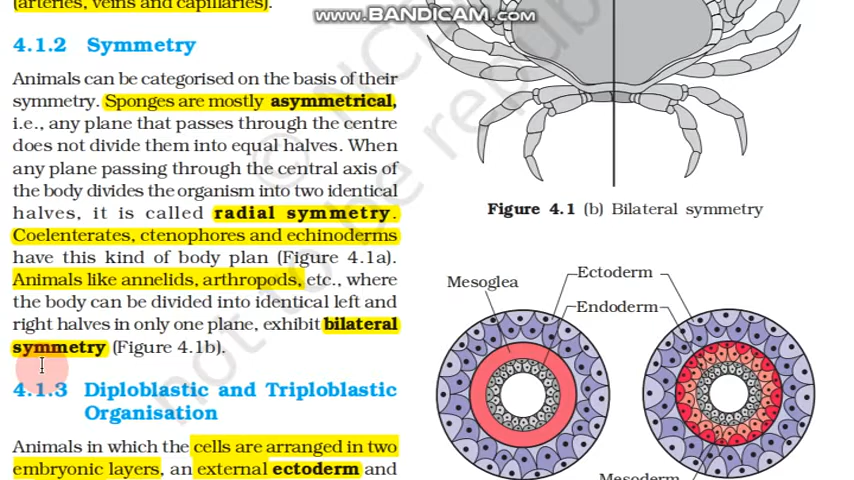 (arteries, veins and capillaries).
www.BANDICAM.com
4.1.2 Symmetry
Animals can be categorised on the basis of their
symmetry. Sponges are mostly asymmetrical,
i.e., any plane that passes through the centre
does not divide them into equal halves. When
any plane passing through the central axis of
the body divides the organism into two identical
halves, it is called radial symmetry.
Coelenterates, ctenophores and echinoderms
have this kind of body plan (Figure 4.1a).
Animals like annelids, arthropods, etc., where
the body can be divided into identical left and
right halves in only one plane, exhibit bilateral
symmetry (Figure 4.1b).
4.1.3 Diploblastic and Triploblastic
Organisation
Animals in which the cells are arranged in two
embryonic layers, an external ectoderm and
Figure 4.1 (b) Bilateral symmetry
Mesoglea
Ectoderm
Endoderm
Mesoderm
not to be republ